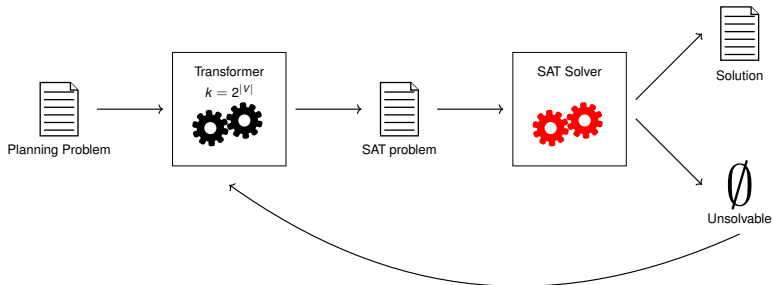 Transformer
k = 2^|V|
SAT Solver
Solution
Planning Problem
SAT problem
∅
Unsolvable